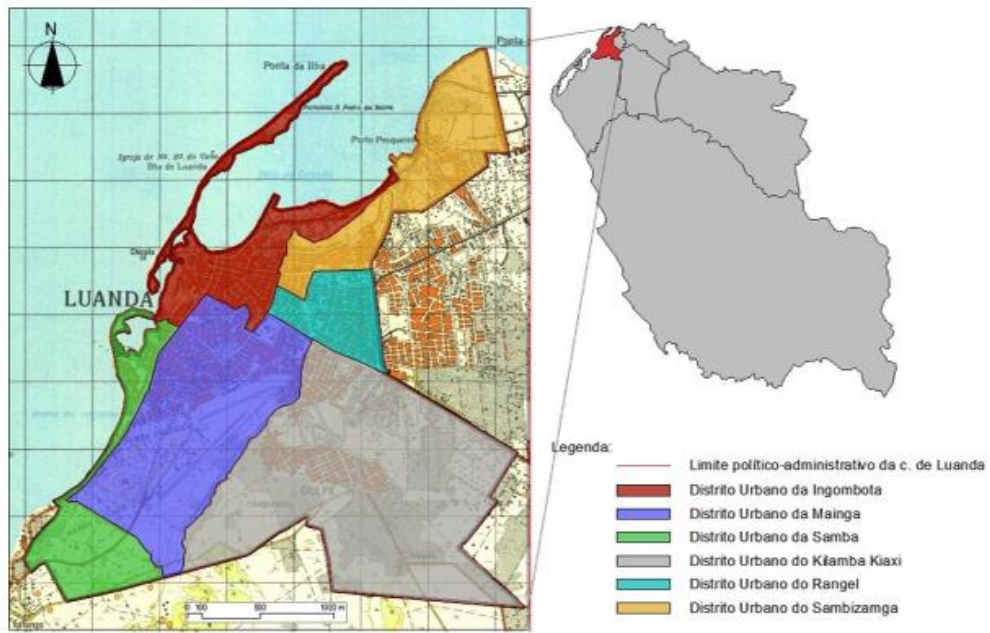 N
Ponta da Ilha
Ponta
Porto Pesqueiro
Ilha de Luanda
LUANDA
GOLFE
0 100 500 1000 m
Legenda:
Limite político-administrativo da c. de Luanda
Distrito Urbano da Ingombota
Distrito Urbano da Mainga
Distrito Urbano da Samba
Distrito Urbano do Kilamba Kiaxi
Distrito Urbano do Rangel
Distrito Urbano do Sambizamga